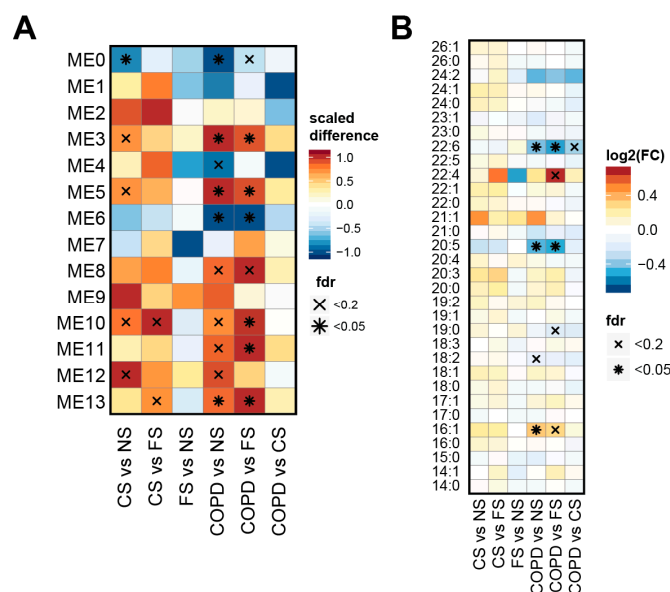 A
ME0
ME1
ME2
ME3
ME4
ME5
ME6
ME7
ME8
ME9
ME10
ME11
ME12
ME13
CS vs NS
CS vs FS
FS vs NS
COPD vs NS
COPD vs FS
COPD vs CS
scaled
difference
1.0
0.5
0.0
−0.5
−1.0
fdr
<0.2
<0.05
B
26:1
26:0
24:2
24:1
24:0
23:1
23:0
22:6
22:5
22:4
22:1
22:0
21:1
21:0
20:5
20:4
20:3
20:0
19:2
19:1
19:0
18:3
18:2
18:1
18:0
17:1
17:0
16:1
16:0
15:0
14:1
14:0
CS vs NS
CS vs FS
FS vs NS
COPD vs NS
COPD vs FS
COPD vs CS
log2(FC)
0.4
0.0
−0.4
fdr
<0.2
<0.05